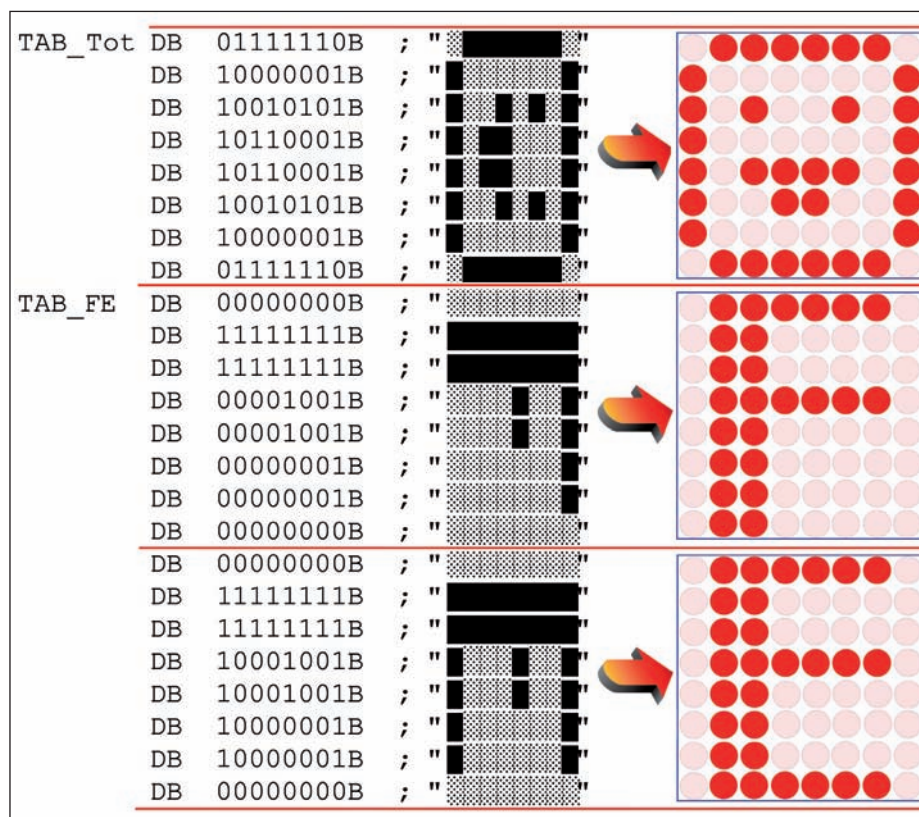 TAB_Tot DB 01111110B ; " "
DB 10000001B ; " "
DB 10010101B ; " "
DB 10110001B ; " "
DB 10110001B ; " "
DB 10010101B ; " "
DB 10000001B ; " "
DB 01111110B ; " "
TAB_FE DB 00000000B ; " "
DB 11111111B ; " "
DB 11111111B ; " "
DB 00001001B ; " "
DB 00001001B ; " "
DB 00000001B ; " "
DB 00000001B ; " "
DB 00000000B ; " "
DB 00000000B ; " "
DB 11111111B ; " "
DB 11111111B ; " "
DB 10001001B ; " "
DB 10001001B ; " "
DB 10000001B ; " "
DB 10000001B ; " "
DB 00000000B ; " "